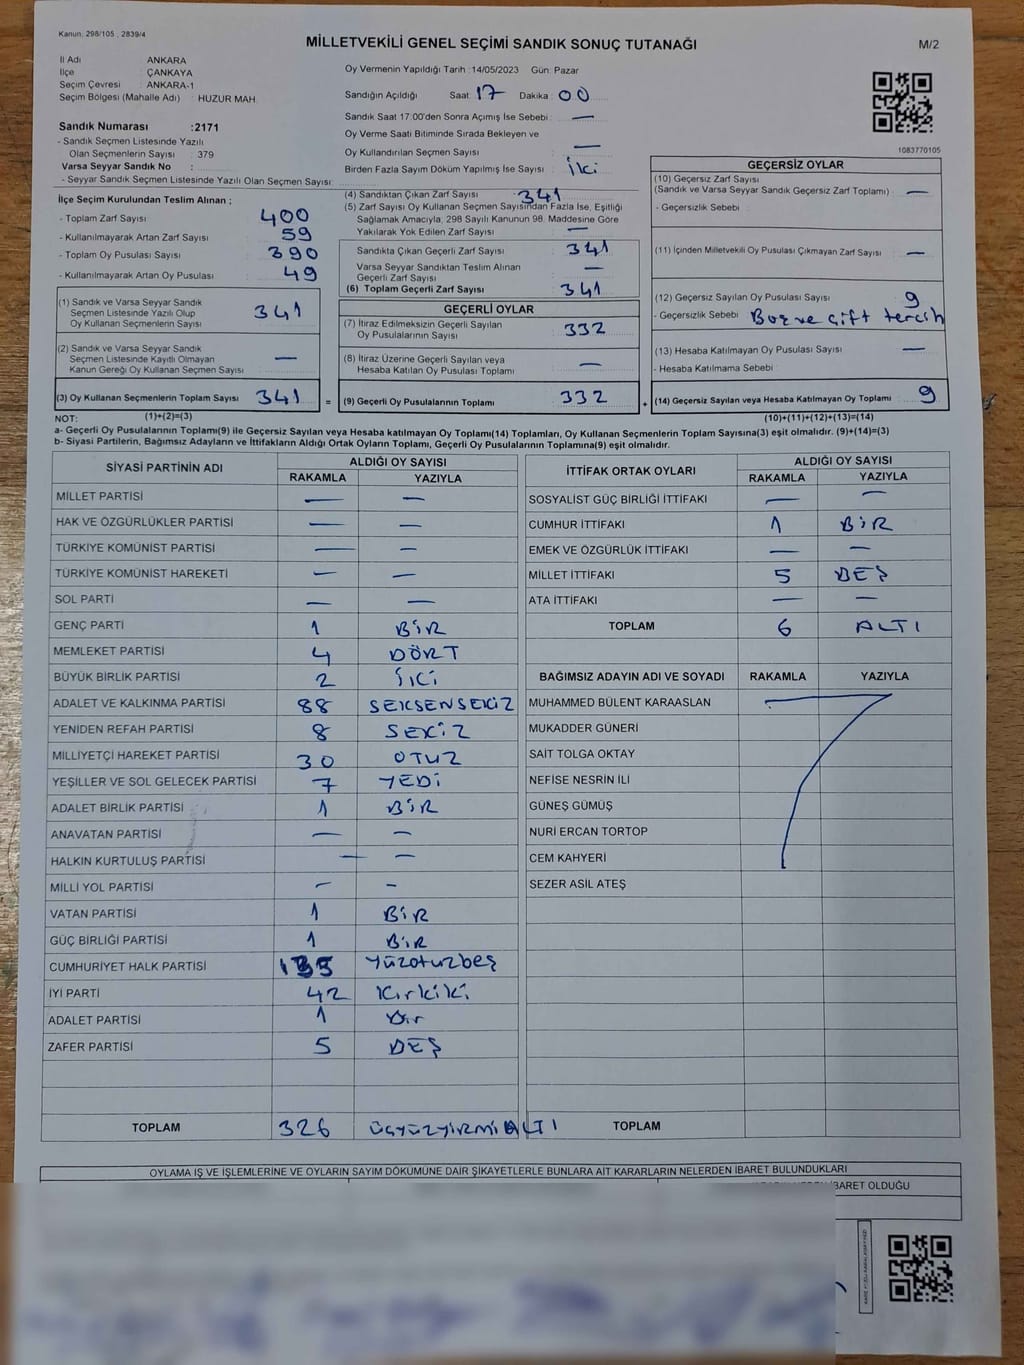 Kanun: 298/105 , 2839/4
MİLLETVEKİLİ GENEL SEÇİMİ SANDIK SONUÇ TUTANAĞI
M/2
İl Adı ANKARA
İlçe ÇANKAYA
Seçim Çevresi : ANKARA-1
Seçim Bölgesi (Mahalle Adı) : HUZUR MAH.
Sandık Numarası :2171
- Sandık Seçmen Listesinde Yazılı
Olan Seçmenlerin Sayısı : 379
Varsa Seyyar Sandık No :
- Seyyar Sandık Seçmen Listesinde Yazılı Olan Seçmen Sayısı:
Oy Vermenin Yapıldığı Tarih :14/05/2023 Gün: Pazar
Sandığın Açıldığı Saat: 17 Dakika: 00
Sandık Saat 17.00'den Sonra Açımış İse Sebebi : —
Oy Verme Saati Bitiminde Sırada Bekleyen ve
Oy Kullandırılan Seçmen Sayısı : —
Birden Fazla Sayım Döküm Yapılmış İse Sayısı : İki
1083770105
İlçe Seçim Kurulundan Teslim Alınan ;
- Toplam Zarf Sayısı : 400
- Kullanılmayarak Artan Zarf Sayısı : 59
- Toplam Oy Pusulası Sayısı : 390
- Kullanılmayarak Artan Oy Pusulası : 49
(1) Sandık ve Varsa Seyyar Sandık
Seçmen Listesinde Yazılı Olup
Oy Kullanan Seçmenlerin Sayısı : 341
(2) Sandık ve Varsa Seyyar Sandık
Seçmen Listesinde Kayıtlı Olmayan
Kanun Gereği Oy Kullanan Seçmen Sayısı : —
(3) Oy Kullanan Seçmenlerin Toplam Sayısı : 341 =
(4) Sandıktan Çıkan Zarf Sayısı : 341
(5) Zarf Sayısı Oy Kullanan Seçmen Sayısından Fazla İse, Eşitliği
Sağlamak Amacıyla, 298 Sayılı Kanunun 98. Maddesine Göre
Yakılarak Yok Edilen Zarf Sayısı : —
Sandıkta Çıkan Geçerli Zarf Sayısı : 341
Varsa Seyyar Sandıktan Teslim Alınan
Geçerli Zarf Sayısı : —
(6) Toplam Geçerli Zarf Sayısı : 341
GEÇERLİ OYLAR
(7) İtiraz Edilmeksizin Geçerli Sayılan
Oy Pusulalarının Sayısı : 332
(8) İtiraz Üzerine Geçerli Sayılan veya
Hesaba Katılan Oy Pusulası Toplamı : —
(9) Geçerli Oy Pusulalarının Toplamı : 332 +
GEÇERSİZ OYLAR
(10) Geçersiz Zarf Sayısı
(Sandık ve Varsa Seyyar Sandık Geçersiz Zarf Toplamı) : —
- Geçersizlik Sebebi :
(11) İçinden Milletvekili Oy Pusulası Çıkmayan Zarf Sayısı : —
(12) Geçersiz Sayılan Oy Pusulası Sayısı : 9
- Geçersizlik Sebebi : Boş ve çift tercih
(13) Hesaba Katılmayan Oy Pusulası Sayısı : —
- Hesaba Katılmama Sebebi :
(14) Geçersiz Sayılan veya Hesaba Katılmayan Oy Toplamı : 9
NOT: (1)+(2)=(3) (10)+(11)+(12)+(13)=(14)
a- Geçerli Oy Pusulalarının Toplamı(9) ile Geçersiz Sayılan veya Hesaba katılmayan Oy Toplamı(14) Toplamları, Oy Kullanan Seçmenlerin Toplam Sayısına(3) eşit olmalıdır. (9)+(14)=(3)
b- Siyasi Partilerin, Bağımsız Adayların ve İttifakların Aldığı Ortak Oyların Toplamı, Geçerli Oy Pusulalarının Toplamına(9) eşit olmalıdır.
SİYASİ PARTİNİN ADI ALDIĞI OY SAYISI
RAKAMLA YAZIYLA
MİLLET PARTİSİ — —
HAK VE ÖZGÜRLÜKLER PARTİSİ — —
TÜRKİYE KOMÜNİST PARTİSİ — —
TÜRKİYE KOMÜNİST HAREKETİ — —
SOL PARTİ — —
GENÇ PARTİ 1 BİR
MEMLEKET PARTİSİ 4 DÖRT
BÜYÜK BİRLİK PARTİSİ 2 İKİ
ADALET VE KALKINMA PARTİSİ 88 SEKSENSEKİZ
YENİDEN REFAH PARTİSİ 8 SEKİZ
MİLLİYETÇİ HAREKET PARTİSİ 30 OTUZ
YEŞİLLER VE SOL GELECEK PARTİSİ 7 YEDİ
ADALET BİRLİK PARTİSİ 1 BİR
ANAVATAN PARTİSİ — —
HALKIN KURTULUŞ PARTİSİ — —
MİLLİ YOL PARTİSİ — —
VATAN PARTİSİ 1 BİR
GÜÇ BİRLİĞİ PARTİSİ 1 BİR
CUMHURİYET HALK PARTİSİ 135 Yüzotuzbeş
İYİ PARTİ 42 Kırkiki
ADALET PARTİSİ 1 Bir
ZAFER PARTİSİ 5 BEŞ
TOPLAM 326 ÜçyüzyirmiALTI
İTTİFAK ORTAK OYLARI ALDIĞI OY SAYISI
RAKAMLA YAZIYLA
SOSYALİST GÜÇ BİRLİĞİ İTTİFAKI — —
CUMHUR İTTİFAKI 1 BİR
EMEK VE ÖZGÜRLÜK İTTİFAKI — —
MİLLET İTTİFAKI 5 BEŞ
ATA İTTİFAKI — —
TOPLAM 6 ALTI
BAĞIMSIZ ADAYIN ADI VE SOYADI RAKAMLA YAZIYLA
MUHAMMED BÜLENT KARAASLAN
MUKADDER GÜNERİ
SAİT TOLGA OKTAY
NEFİSE NESRİN İLİ
GÜNEŞ GÜMÜŞ
NURİ ERCAN TORTOP
CEM KAHYERİ
SEZER ASIL ATEŞ
TOPLAM
OYLAMA İŞ VE İŞLEMLERİNE VE OYLARIN SAYIM DÖKÜMÜNE DAİR ŞİKAYETLERLE BUNLARA AİT KARARLARIN NELERDEN İBARET BULUNDUKLARI
İBARET OLDUĞU